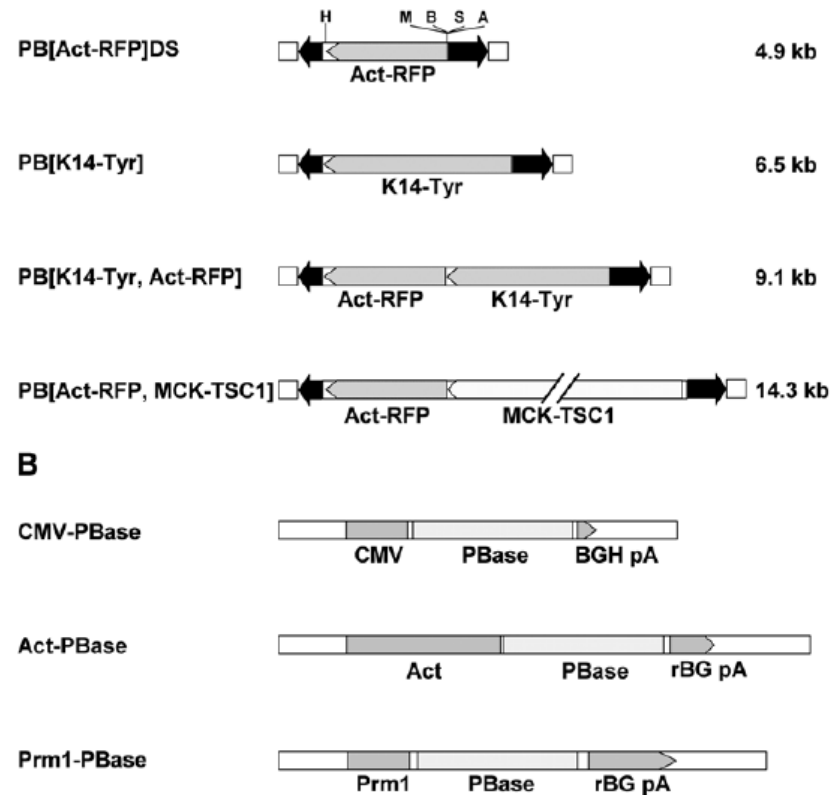 H M B S A
PB[Act-RFP]DS 4.9 kb
Act-RFP
PB[K14-Tyr] 6.5 kb
K14-Tyr
PB[K14-Tyr, Act-RFP] 9.1 kb
Act-RFP K14-Tyr
PB[Act-RFP, MCK-TSC1] 14.3 kb
Act-RFP MCK-TSC1
B
CMV-PBase
CMV PBase BGH pA
Act-PBase
Act PBase rBG pA
Prm1-PBase
Prm1 PBase rBG pA